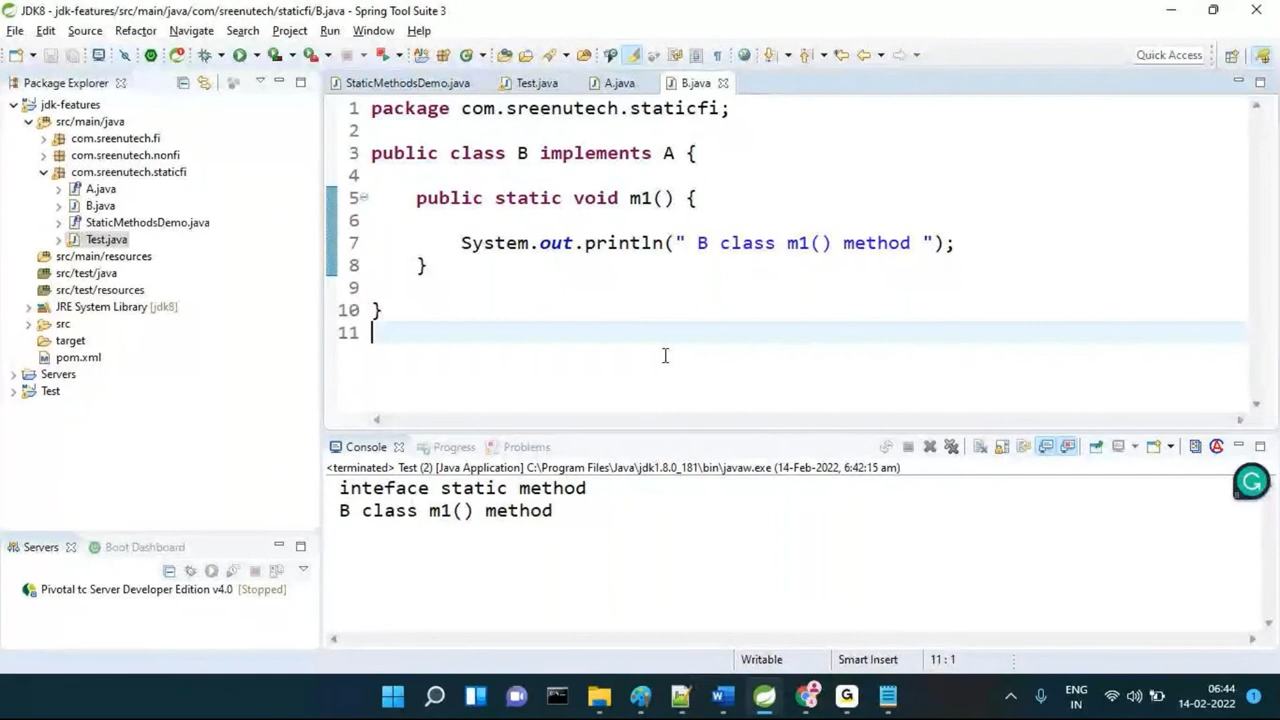 JDK8 - jdk-features/src/main/java/com/sreenutech/staticfi/B.java - Spring Tool Suite 3
File Edit Source Refactor Navigate Search Project Run Window Help
Quick Access
Package Explorer
jdk-features
src/main/java
com.sreenutech.fi
com.sreenutech.nonfi
com.sreenutech.staticfi
A.java
B.java
StaticMethodsDemo.java
Test.java
src/main/resources
src/test/java
src/test/resources
JRE System Library [jdk8]
src
target
pom.xml
Servers
Test
StaticMethodsDemo.java Test.java A.java B.java
1 package com.sreenutech.staticfi;
2
3 public class B implements A {
4
5 public static void m1() {
6
7 System.out.println(" B class m1() method ");
8 }
9
10 }
11
Console Progress Problems
<terminated> Test (2) [Java Application] C:\Program Files\Java\jdk1.8.0_181\bin\javaw.exe (14-Feb-2022, 6:42:15 am)
inteface static method
B class m1() method
Servers Boot Dashboard
Pivotal tc Server Developer Edition v4.0 [Stopped]
Writable Smart Insert 11 : 1
ENG
IN
06:44
14-02-2022